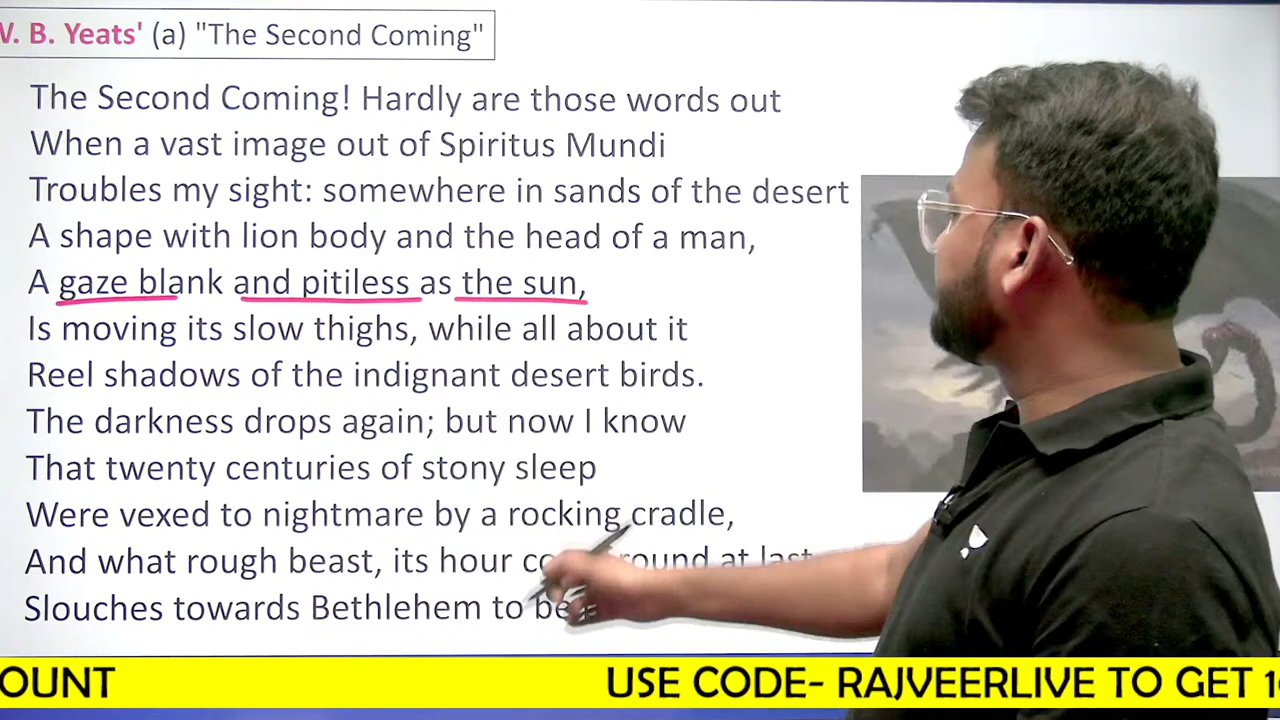 V. B. Yeats' (a) "The Second Coming"
The Second Coming! Hardly are those words out
When a vast image out of Spiritus Mundi
Troubles my sight: somewhere in sands of the desert
A shape with lion body and the head of a man,
A gaze blank and pitiless as the sun,
Is moving its slow thighs, while all about it
Reel shadows of the indignant desert birds.
The darkness drops again; but now I know
That twenty centuries of stony sleep
Were vexed to nightmare by a rocking cradle,
And what rough beast, its hour at last
Slouches towards Bethlehem to
OUNT USE CODE- RAJVEERLIVE TO GET